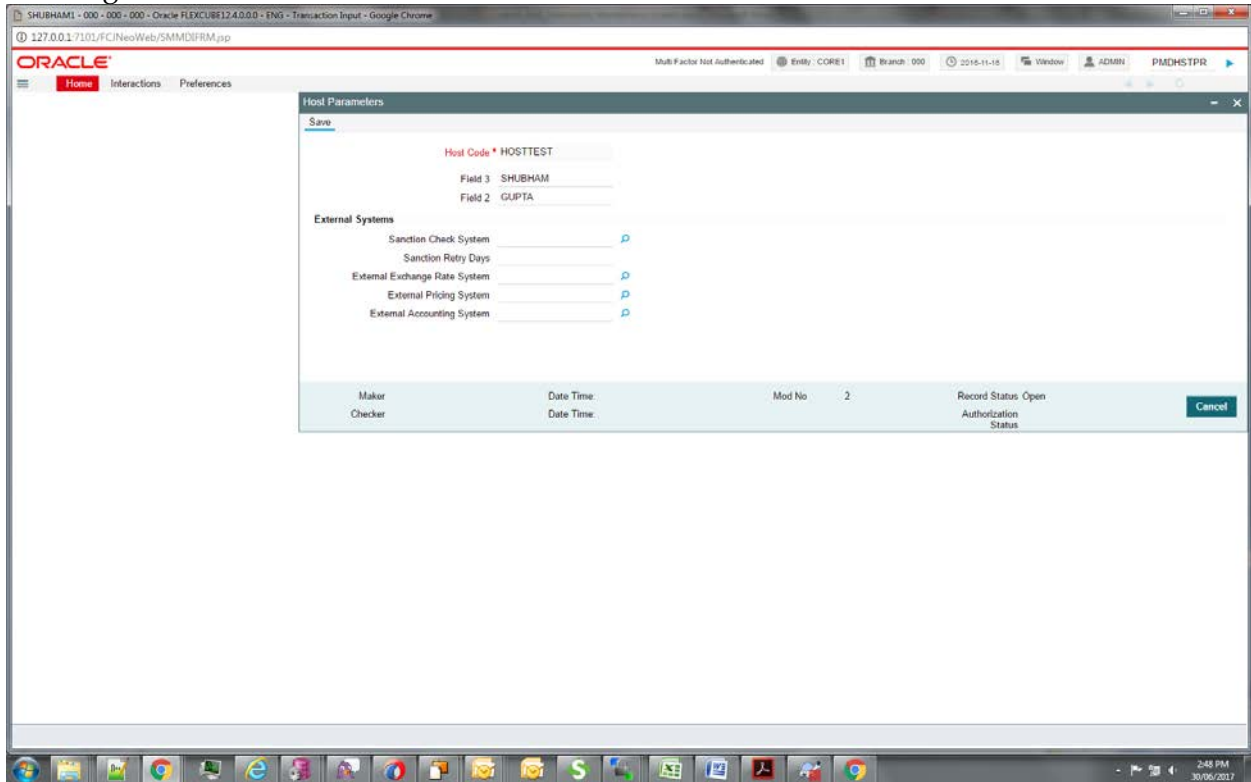 SHUBHAM1 - 000 - 000 - 000 - Oracle FLEXCUBE12.4.0.0.0 - ENG - Transaction Input - Google Chrome
127.0.0.1:7101/FCJNeoWeb/SMMDIFRM.jsp
ORACLE
Multi Factor Not Authenticated Entity : CORE1 Branch : 000 2016-11-16 Window ADMIN PMDHSTPR
Home Interactions Preferences
Host Parameters
Save
Host Code * HOSTTEST
Field 3 SHUBHAM
Field 2 GUPTA
External Systems
Sanction Check System
Sanction Retry Days
External Exchange Rate System
External Pricing System
External Accounting System
Maker Date Time: Mod No 2 Record Status Open
Checker Date Time: Authorization Status
Cancel
2:48 PM
30/06/2017